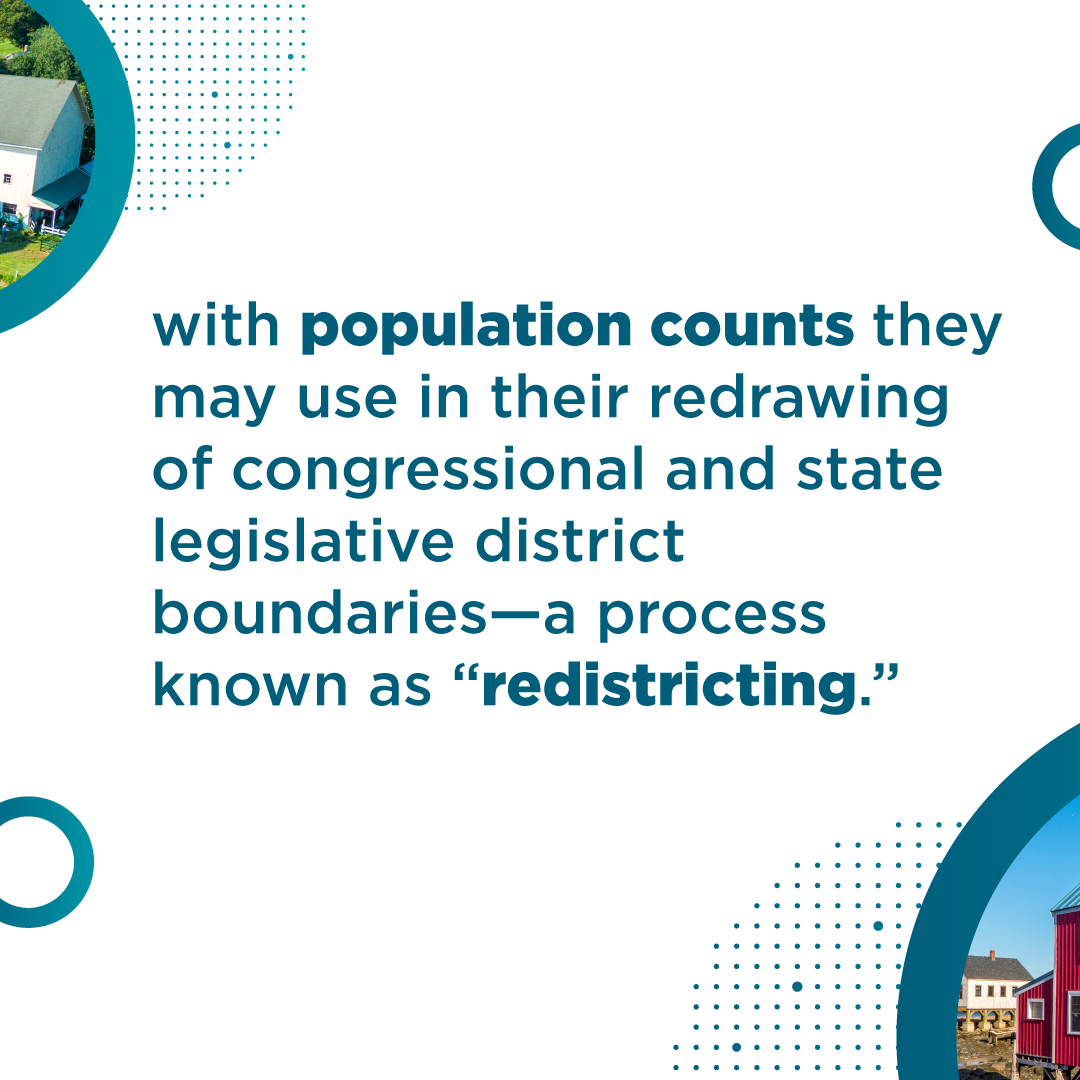 with population counts they
may use in their redrawing
of congressional and state
legislative district
boundaries—a process
known as “redistricting.”